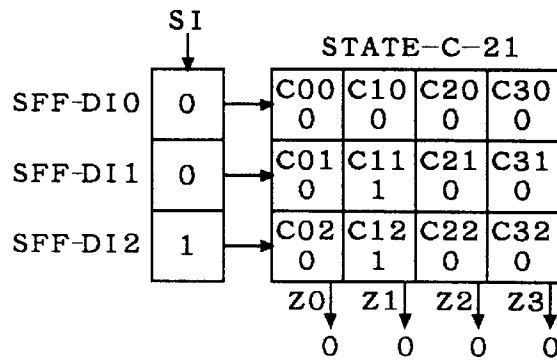 SI
STATE-C-21
SFF-DI0 0 C00 C10 C20 C30
0 0 0 0
SFF-DI1 0 C01 C11 C21 C31
0 1 0 0
SFF-DI2 1 C02 C12 C22 C32
0 1 0 0
Z0 Z1 Z2 Z3
0 0 0 0